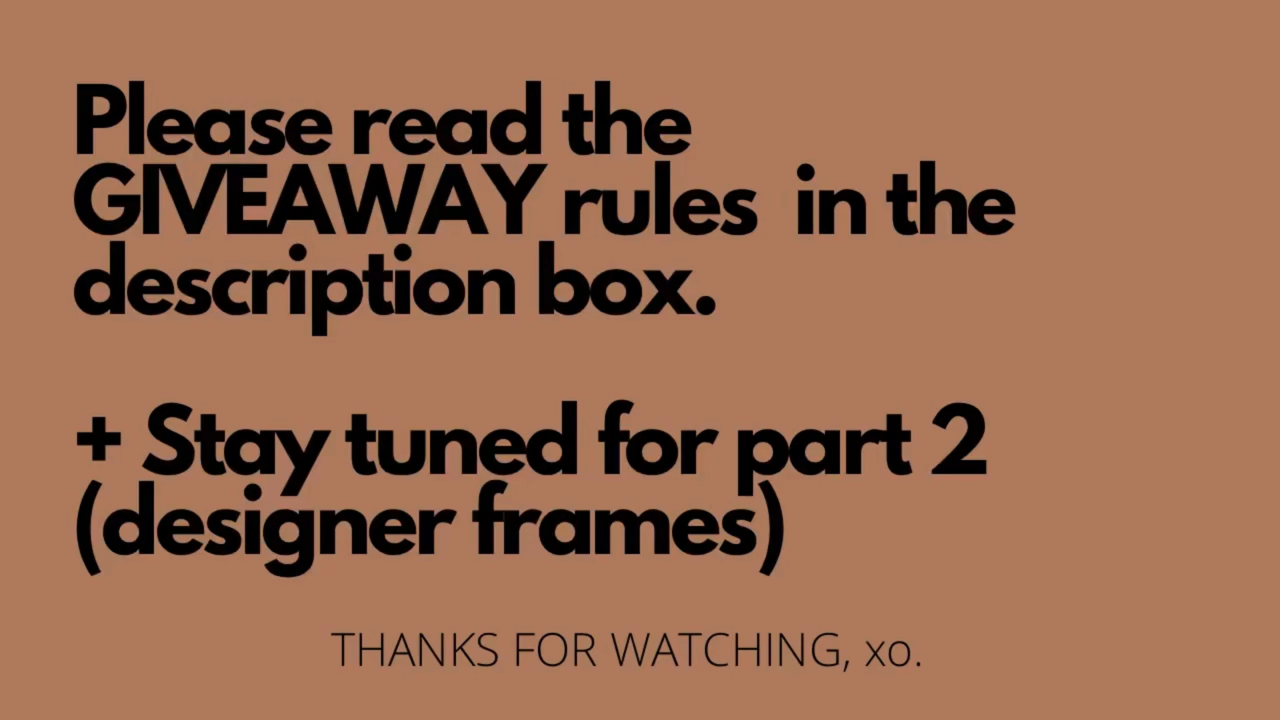 Please read the
GIVEAWAY rules  in the
description box.
+ Stay tuned for part 2
(designer frames)
THANKS FOR WATCHING, xo.